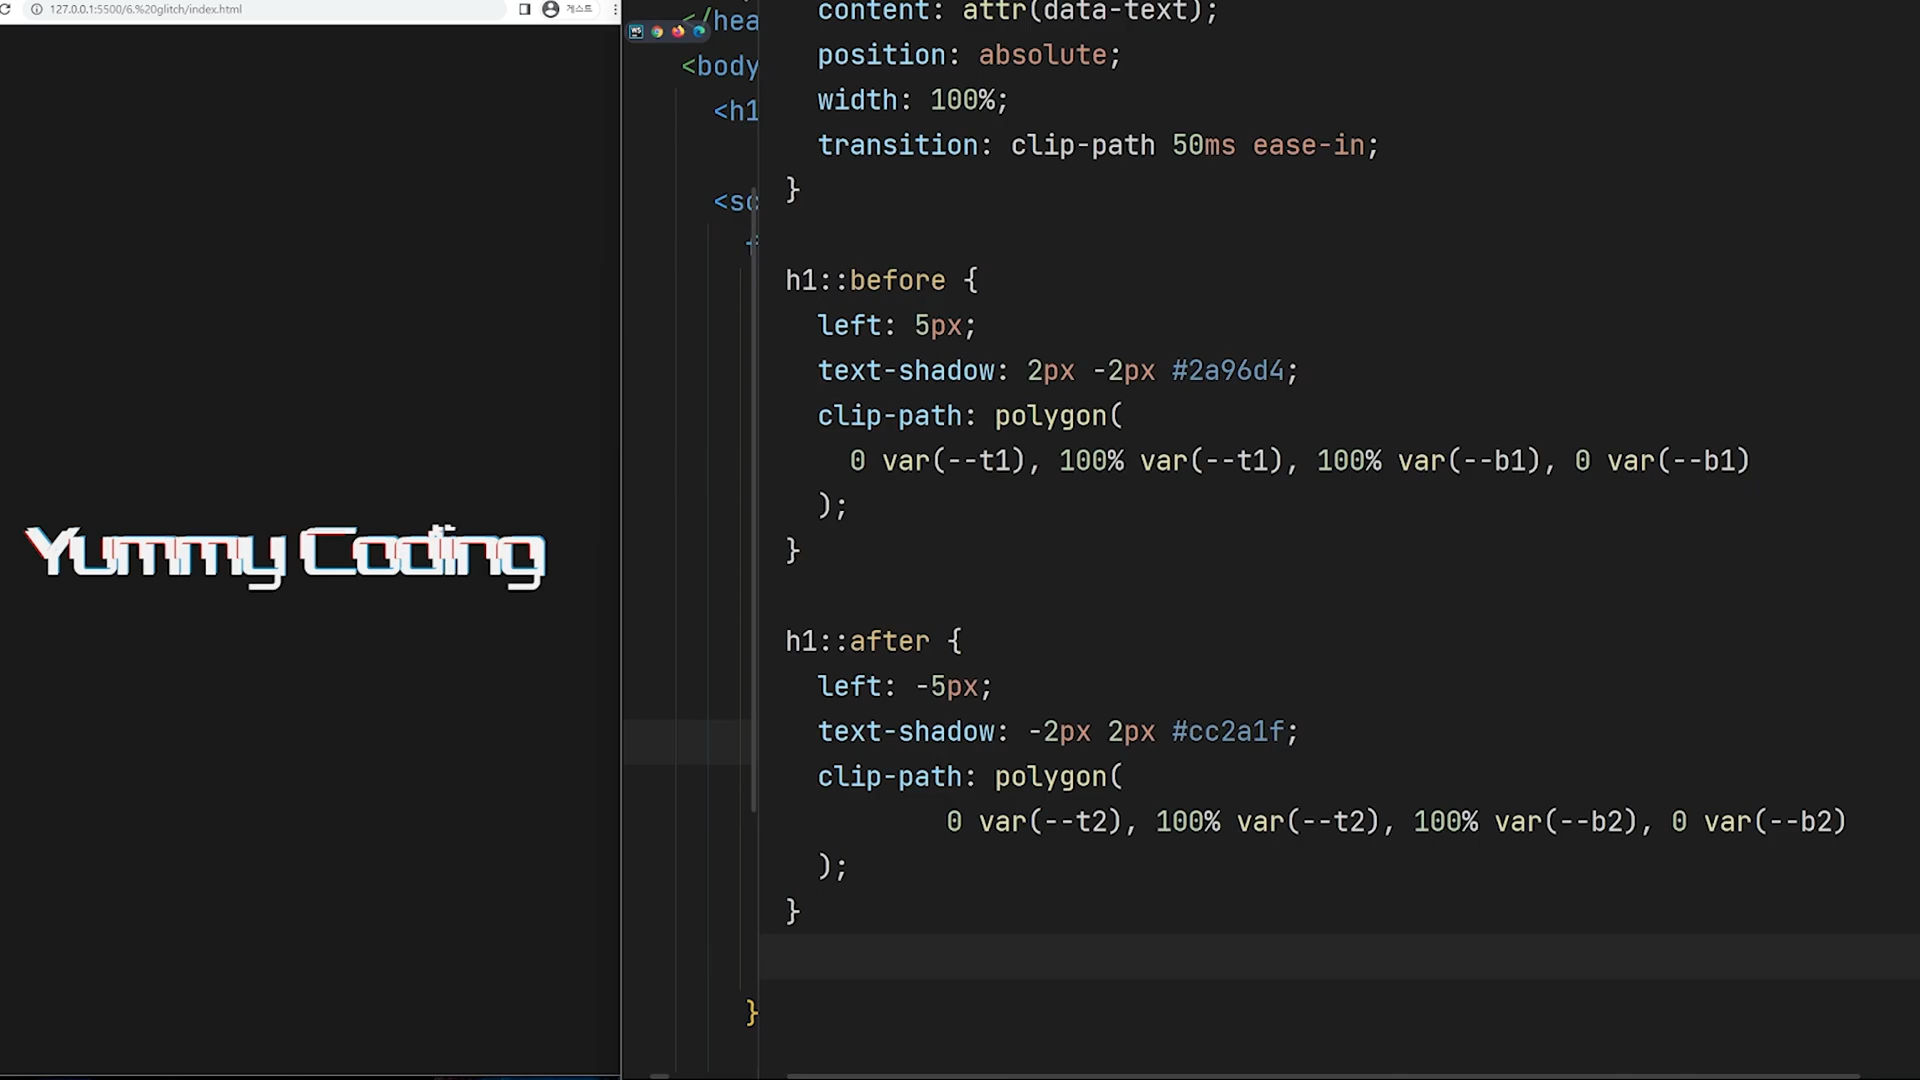 127.0.0.1:5500/6.%20glitch/index.html
게스트
Yummy Coding
WS
</hea
<body
<h1
<sc
f
}
content: attr(data-text);
position: absolute;
width: 100%;
transition: clip-path 50ms ease-in;
}
h1::before {
left: 5px;
text-shadow: 2px -2px #2a96d4;
clip-path: polygon(
0 var(--t1), 100% var(--t1), 100% var(--b1), 0 var(--b1)
);
}
h1::after {
left: -5px;
text-shadow: -2px 2px #cc2a1f;
clip-path: polygon(
0 var(--t2), 100% var(--t2), 100% var(--b2), 0 var(--b2)
);
}